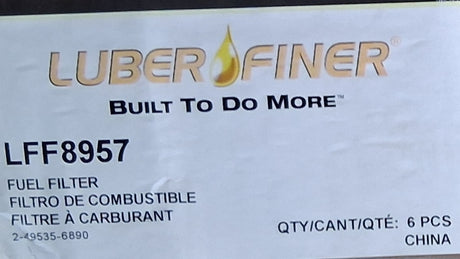 LUBER FINER®
BUILT TO DO MORE™
LFF8957
FUEL FILTER
FILTRO DE COMBUSTIBLE
FILTRE À CARBURANT
2-49535-6890
QTY/CANT/QTÉ: 6 PCS
CHINA